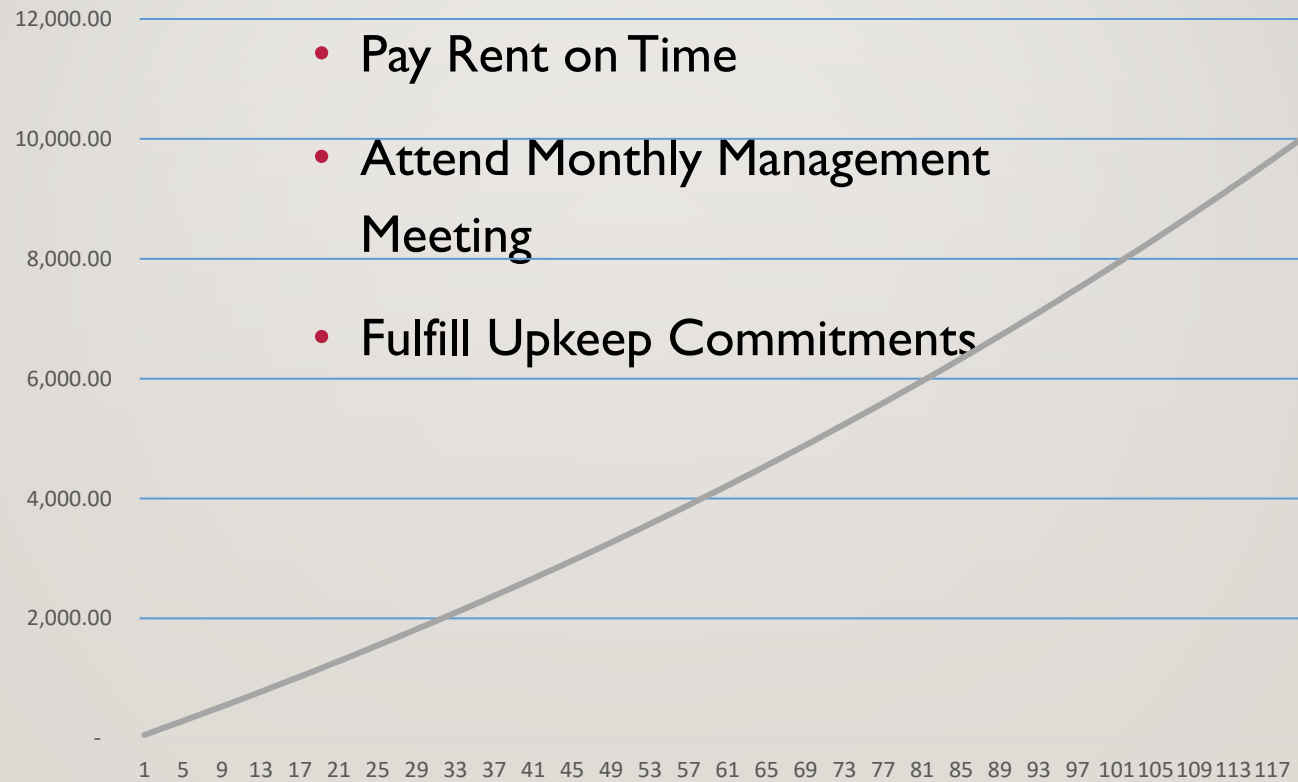 12,000.00
• Pay Rent on Time
10,000.00
• Attend Monthly Management
Meeting
8,000.00
• Fulfill Upkeep Commitments
6,000.00
4,000.00
2,000.00
-
1 5 9 13 17 21 25 29 33 37 41 45 49 53 57 61 65 69 73 77 81 85 89 93 97 101 105 109 113 117